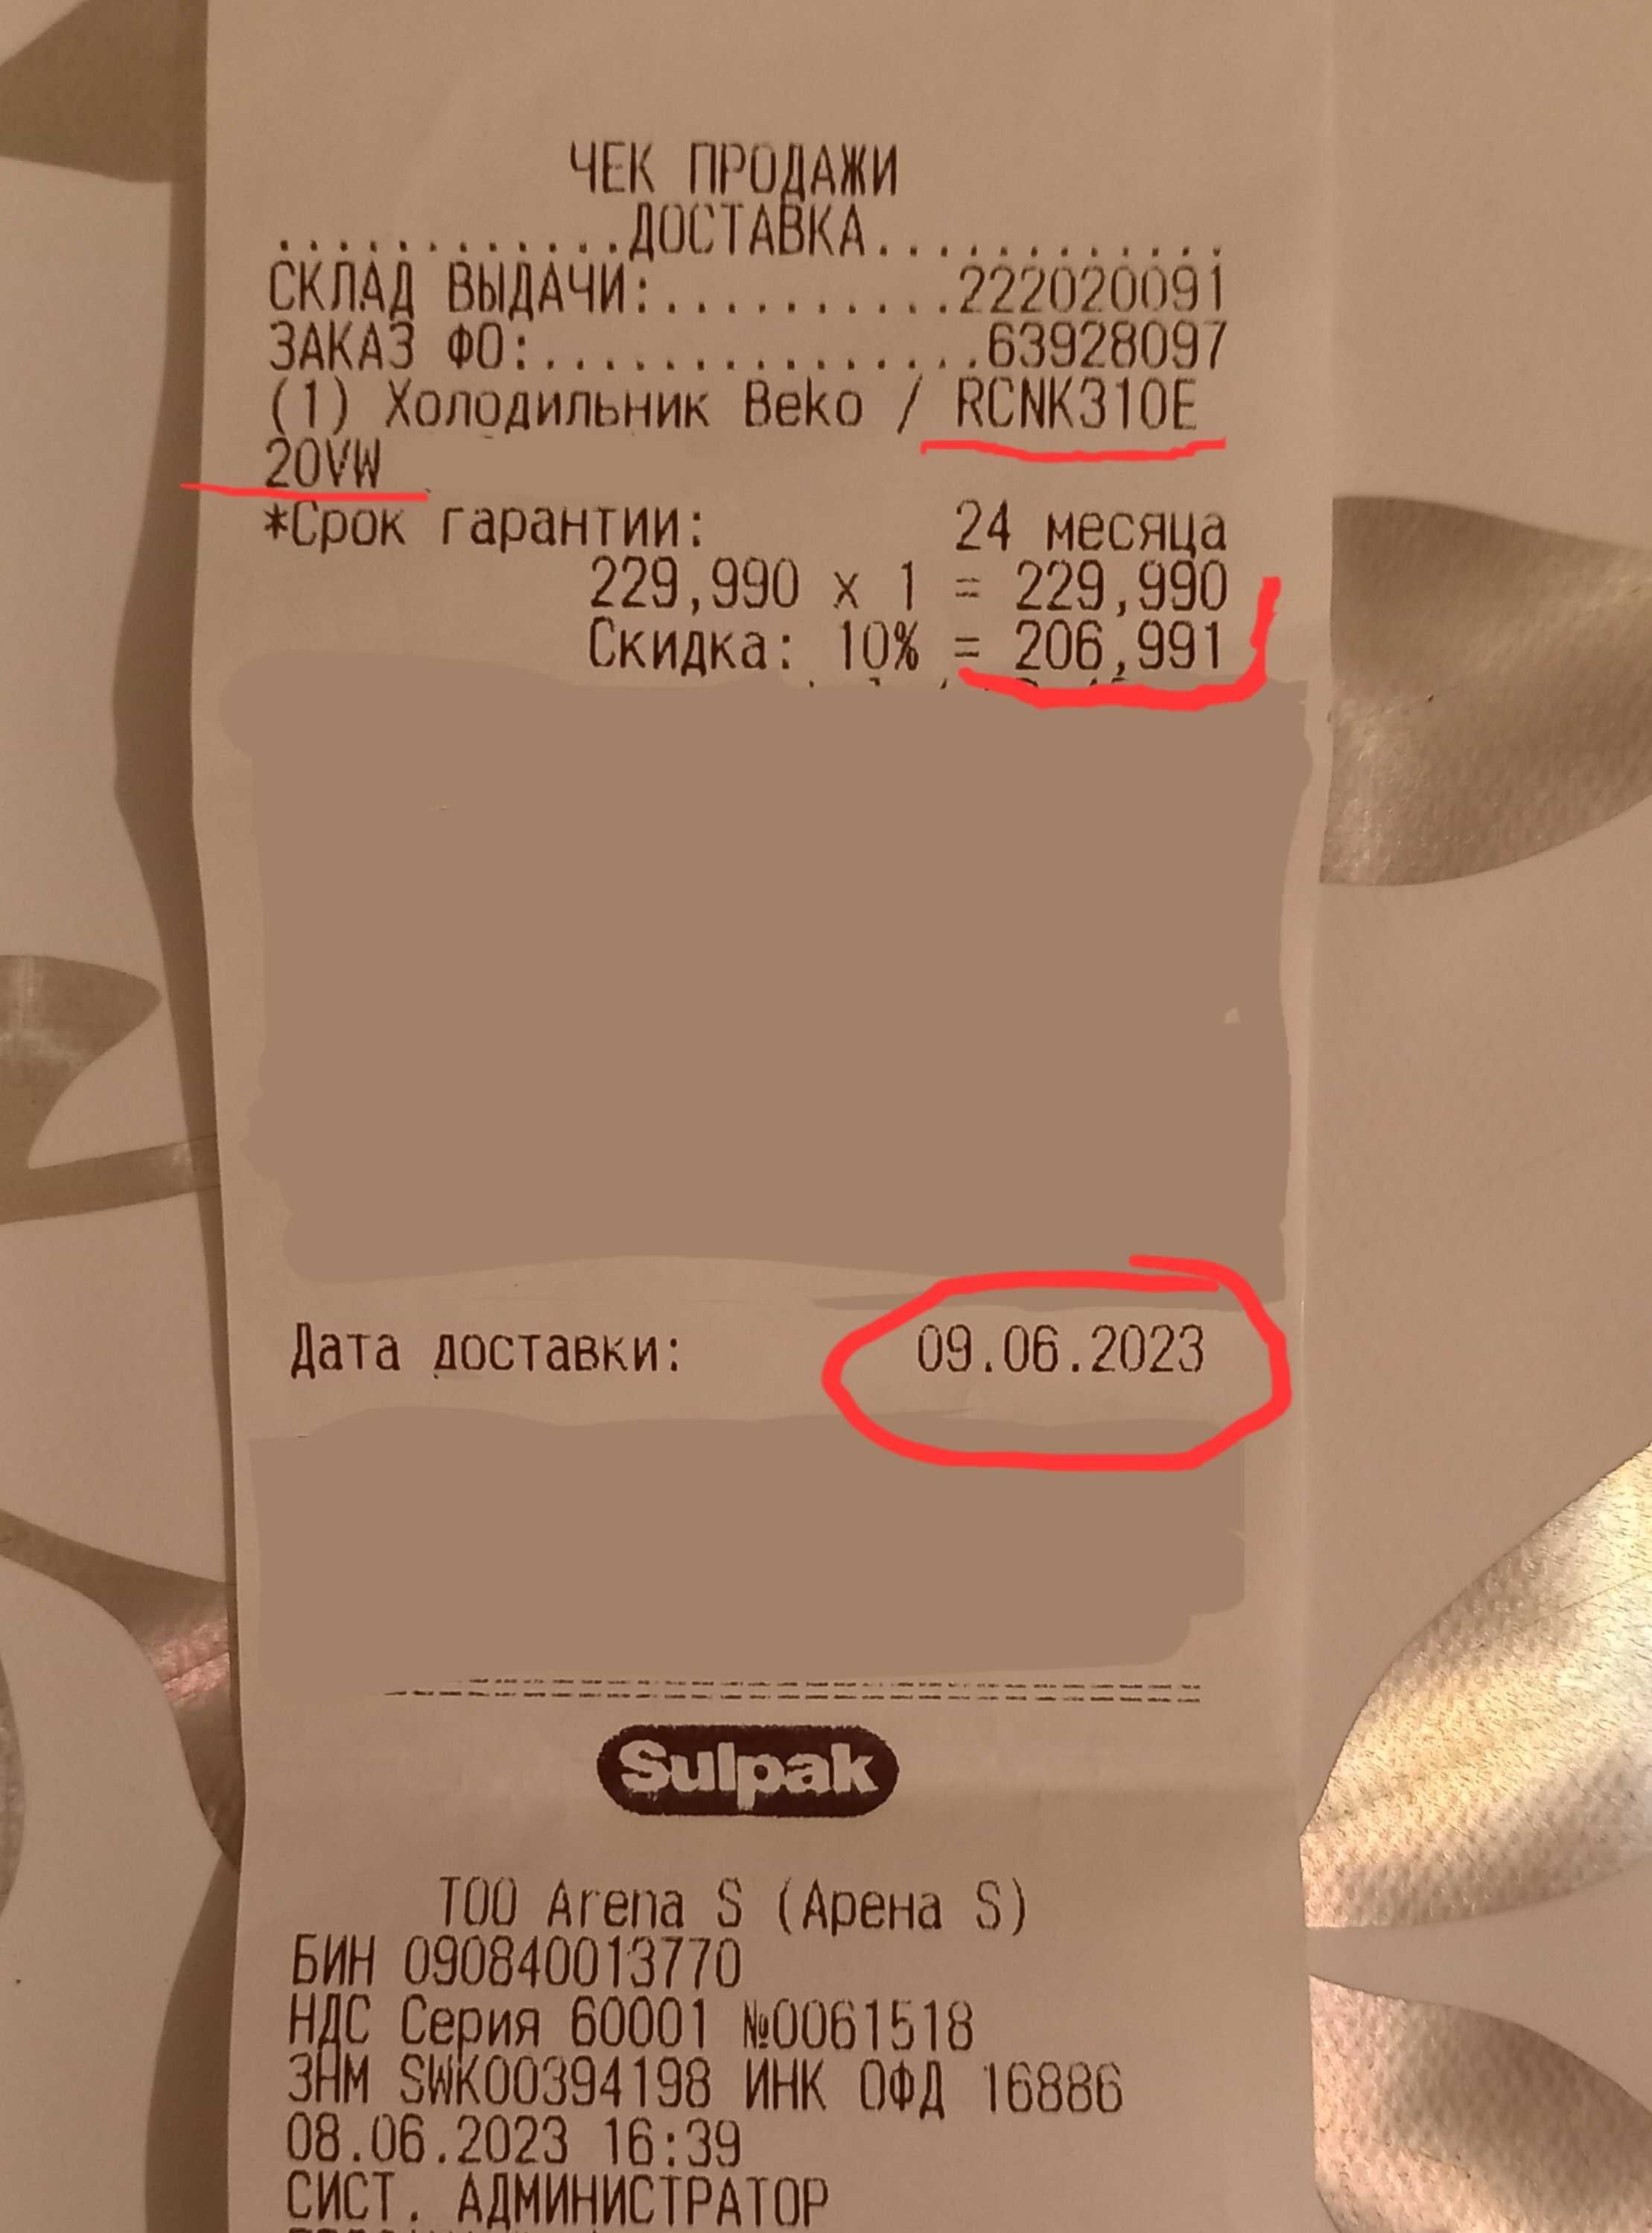 ЧЕК ПРОДАЖИ
............ДОСТАВКА............
СКЛАД ВЫДАЧИ:..........222020091
ЗАКАЗ ФО:...............63928097
(1) Холодильник Beko / RCNK310E
20VW
*Срок гарантии: 24 месяца
229,990 x 1 = 229,990
Скидка: 10% = 206,991
Дата доставки: 09.06.2023
Sulpak
ТОО Arena S (Арена S)
БИН 090840013770
НДС Серия 60001 №0061518
ЗНМ SWK00394198 ИНК ОФД 16886
08.06.2023 16:39
СИСТ. АДМИНИСТРАТОР